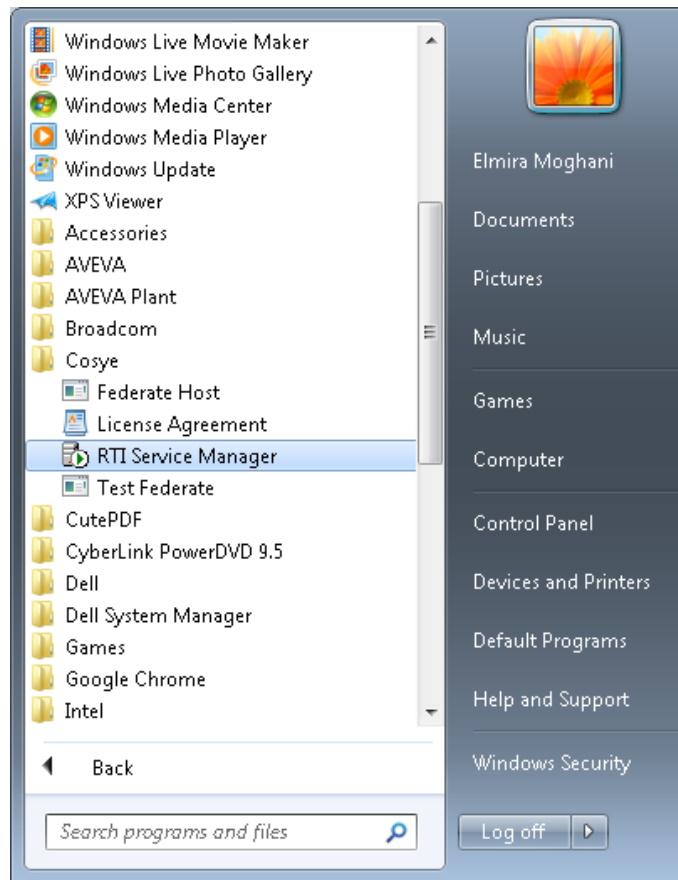 Windows Live Movie Maker
Windows Live Photo Gallery
Windows Media Center
Windows Media Player
Windows Update
XPS Viewer
Accessories
AVEVA
AVEVA Plant
Broadcom
Cosye
Federate Host
License Agreement
RTI Service Manager
Test Federate
CutePDF
CyberLink PowerDVD 9.5
Dell
Dell System Manager
Games
Google Chrome
Intel
Back
Search programs and files
Elmira Moghani
Documents
Pictures
Music
Games
Computer
Control Panel
Devices and Printers
Default Programs
Help and Support
Windows Security
Log off